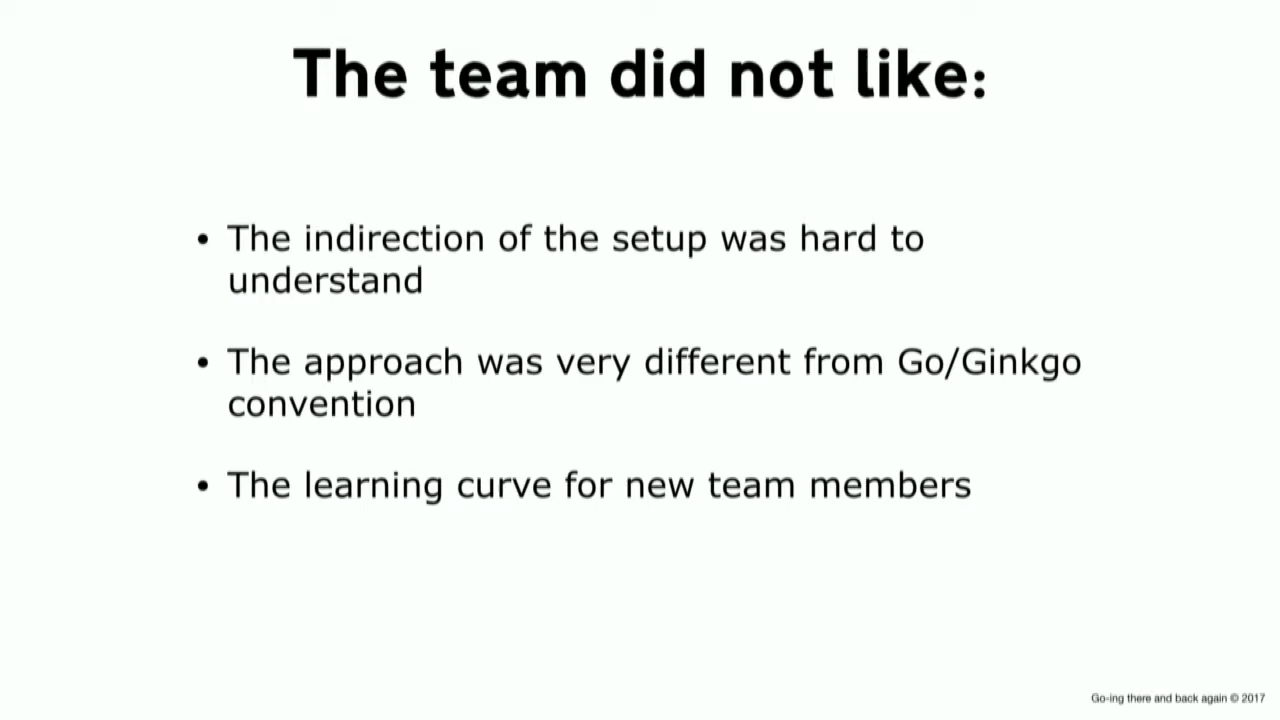 The team did not like:
• The indirection of the setup was hard to
understand
• The approach was very different from Go/Ginkgo
convention
• The learning curve for new team members
Go-ing there and back again © 2017